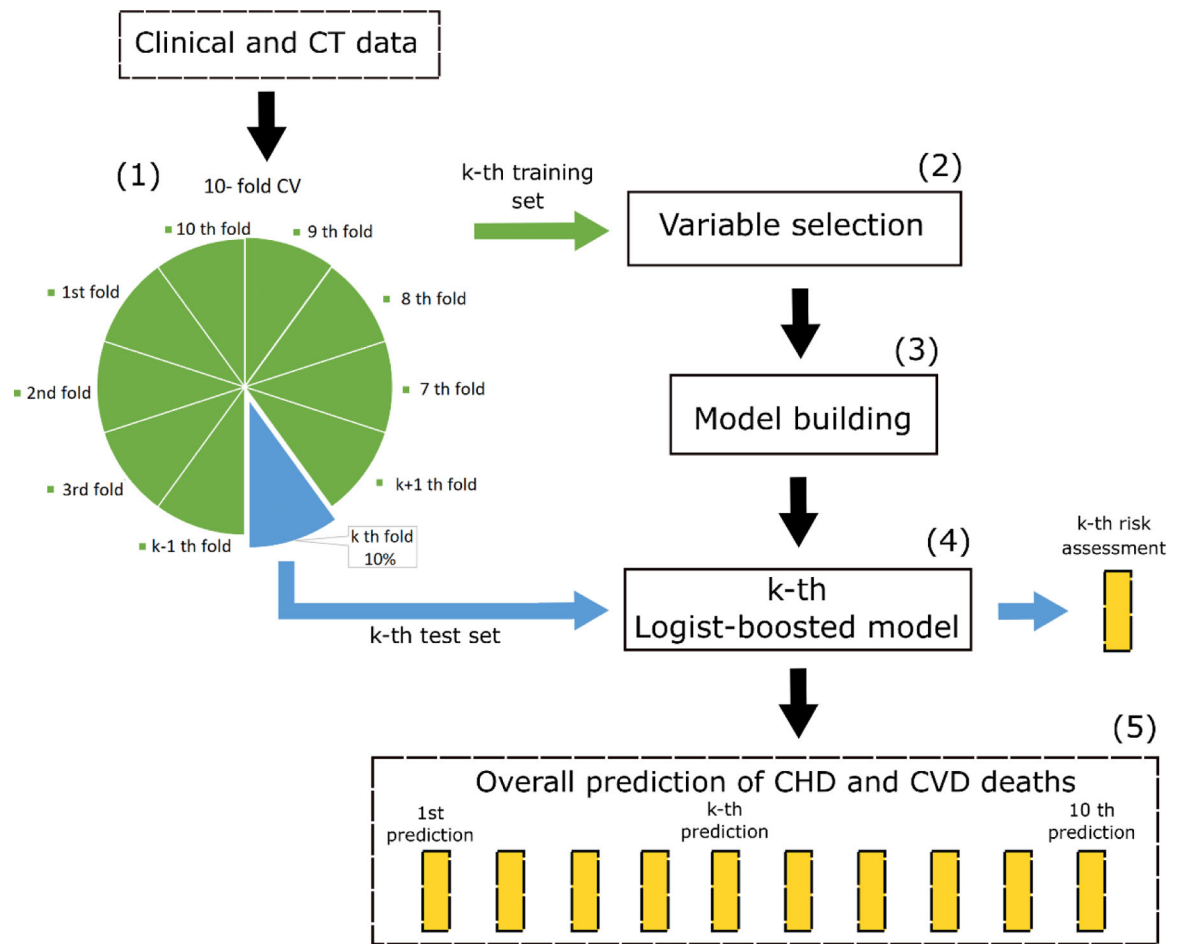 Clinical and CT data
(1)
10- fold CV
10 th fold
9 th fold
1st fold
8 th fold
2nd fold
7 th fold
3rd fold
k+1 th fold
k-1 th fold
k th fold
10%
k-th training
set
(2)
Variable selection
(3)
Model building
(4)
k-th
Logist-boosted model
k-th test set
k-th risk
assessment
(5)
Overall prediction of CHD and CVD deaths
1st
prediction
k-th
prediction
10 th
prediction